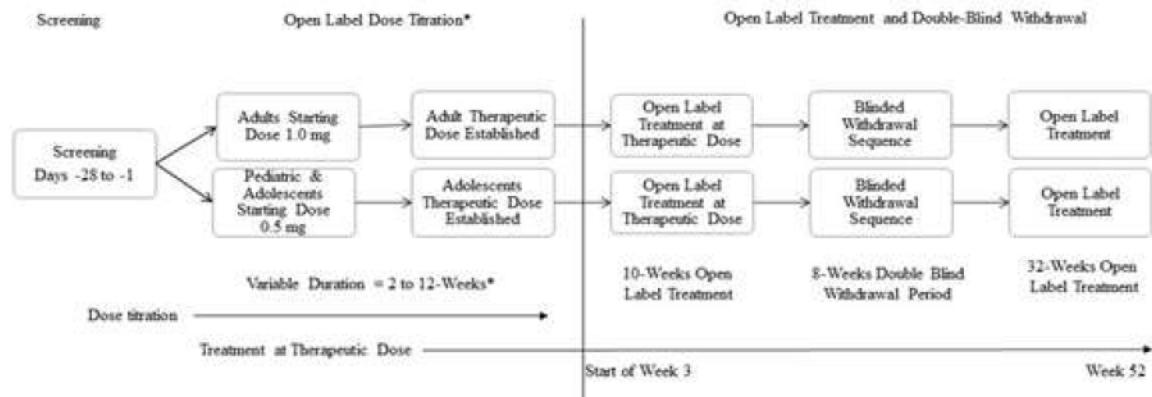 Screening
Open Label Dose Titration*
Open Label Treatment and Double-Blind Withdrawal
Screening
Days -28 to -1
Adults Starting
Dose 1.0 mg
Adult Therapeutic
Dose Established
Open Label
Treatment at
Therapeutic Dose
Blinded
Withdrawal
Sequence
Open Label
Treatment
Pediatric &
Adolescents
Starting Dose
0.5 mg
Adolescents
Therapeutic Dose
Established
Open Label
Treatment at
Therapeutic Dose
Blinded
Withdrawal
Sequence
Open Label
Treatment
Variable Duration = 2 to 12-Weeks*
10-Weeks Open
Label Treatment
8-Weeks Double Blind
Withdrawal Period
32-Weeks Open
Label Treatment
Dose titration
Treatment at Therapeutic Dose
Start of Week 3
Week 52